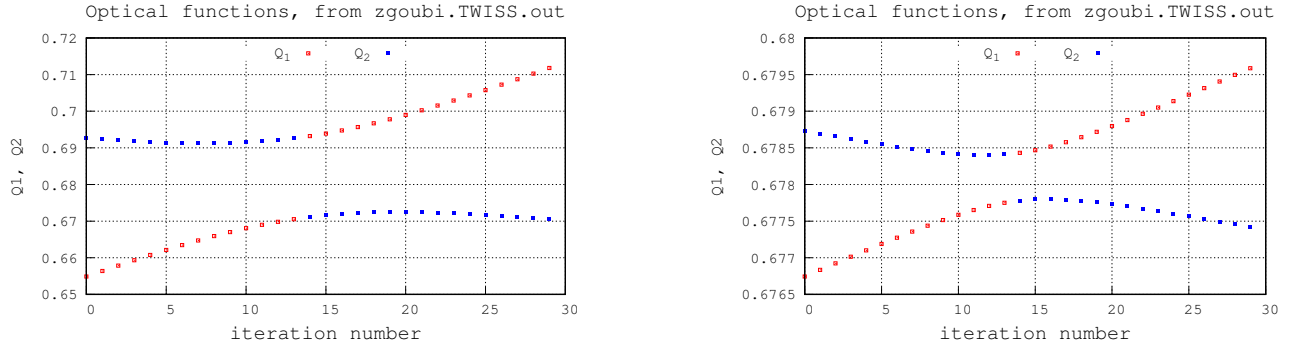 Optical functions, from zgoubi.TWISS.out
Q1 Q2
0.72
0.71
0.7
0.69
0.68
0.67
0.66
0.65
Q1, Q2
0 5 10 15 20 25 30
iteration number
Optical functions, from zgoubi.TWISS.out
Q1 Q2
0.68
0.6795
0.679
0.6785
0.678
0.6775
0.677
0.6765
Q1, Q2
0 5 10 15 20 25 30
iteration number